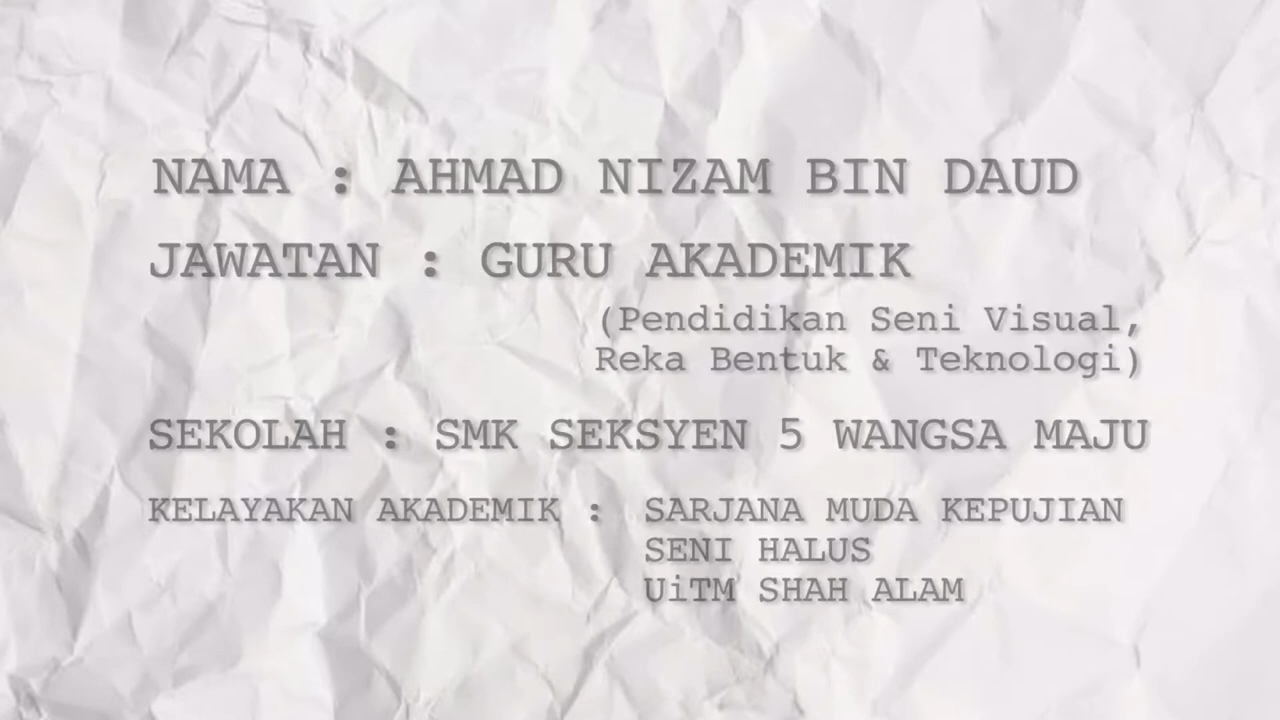 NAMA : AHMAD NIZAM BIN DAUD
JAWATAN : GURU AKADEMIK
(Pendidikan Seni Visual,
Reka Bentuk & Teknologi)
SEKOLAH : SMK SEKSYEN 5 WANGSA MAJU
KELAYAKAN AKADEMIK : SARJANA MUDA KEPUJIAN
SENI HALUS
UiTM SHAH ALAM